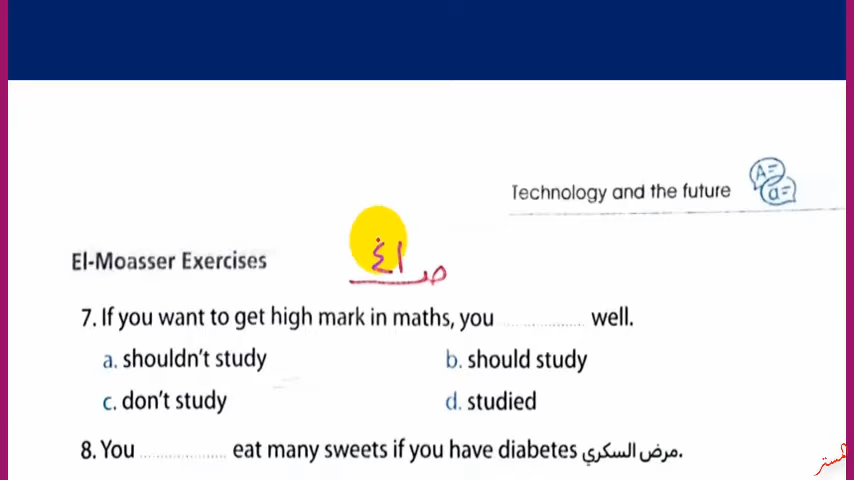 Technology and the future
A=
a=
El-Moasser Exercises
7. If you want to get high mark in maths, you ............... well.
a. shouldn't study
b. should study
c. don't study
d. studied
8. You ................ eat many sweets if you have diabetes مرض السكري.